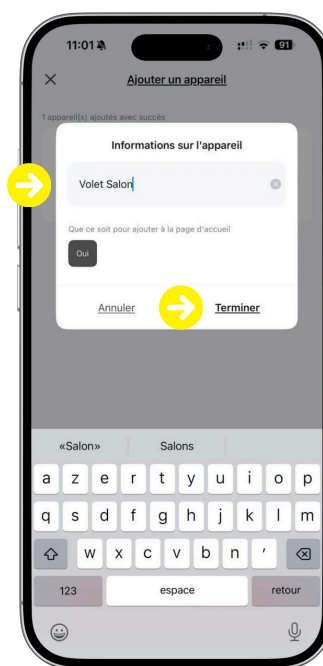 11:01
91
Ajouter un appareil
1 appareil(s) ajoutés avec succès
Informations sur l'appareil
Volet Salon
Que ce soit pour ajouter à la page d'accueil
Oui
Annuler
Terminer
«Salon» Salons
a z e r t y u i o p
q s d f g h j k l m
w x c v b n '
123 espace retour